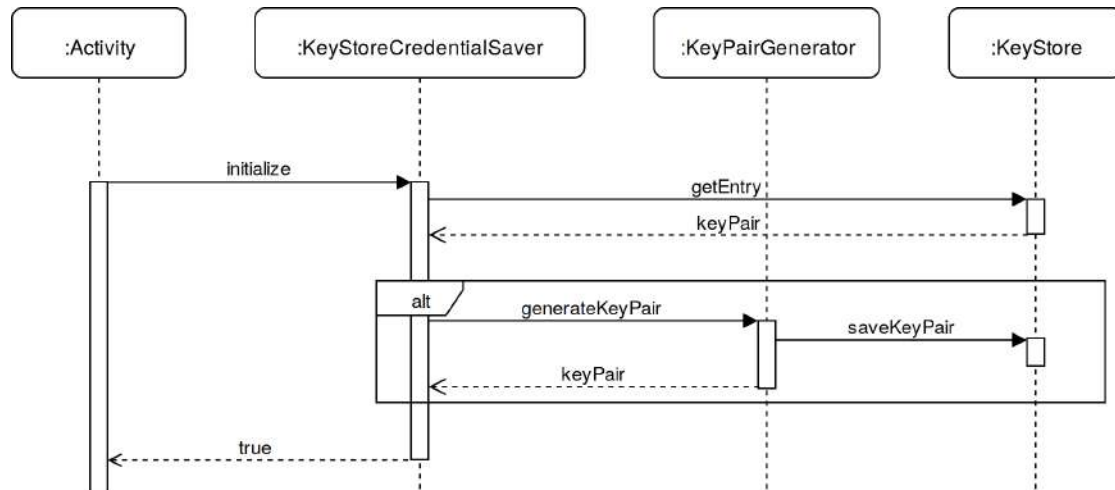 :Activity
:KeyStoreCredentialSaver
:KeyPairGenerator
:KeyStore
initialize
getEntry
keyPair
alt
generateKeyPair
saveKeyPair
keyPair
true